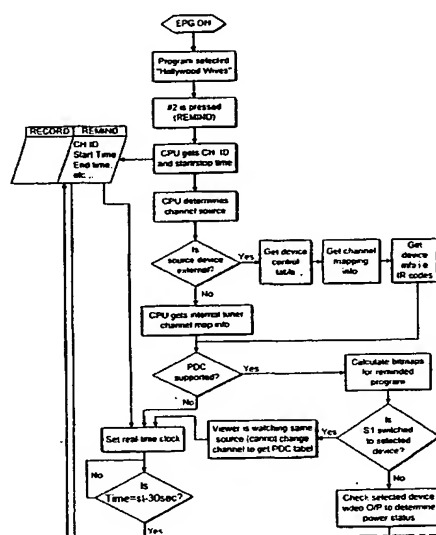 EPG ON
Program selected
"Hollywood Wives"
#2 is pressed
(REMIND)
RECORD REMIND
CH ID
Start Time
End time,
etc...
CPU gets CH ID
and start/stop time
CPU determines
channel source
Is
source device
external?
Yes
Get device
control
table
Get channel
mapping
info
Get
device
info i.e.
IR codes
No
CPU gets internal tuner
channel map info
PDC
supported?
Yes
Calculate bitmaps
for reminded
program
No
Is
S1 switched
to selected
device?
Yes
Viewer is watching same
source (cannot change
channel to get PDC label)
Set real-time clock
No
Is
Time=st-30sec?
No
Check selected device
video O/P to determine
power status
Yes